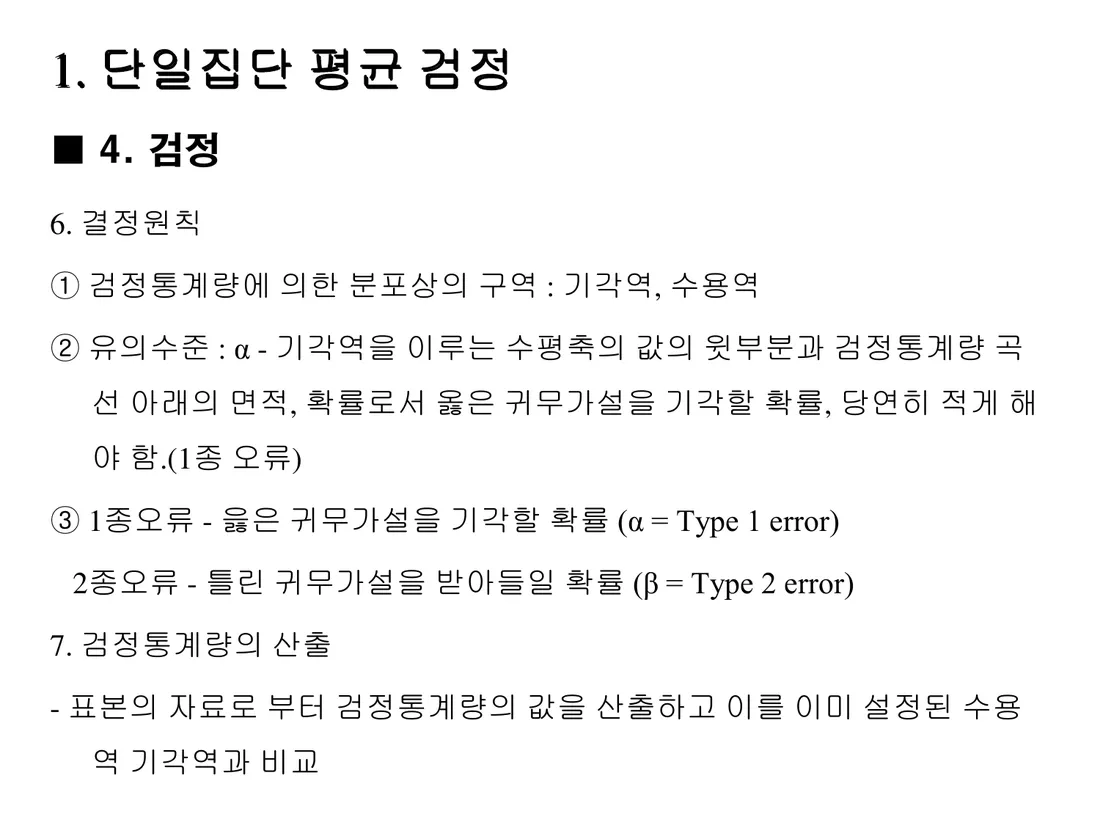 1. 단일집단 평균 검정
■ 4. 검정
6. 결정원칙
① 검정통계량에 의한 분포상의 구역 : 기각역, 수용역
② 유의수준 : α - 기각역을 이루는 수평축의 값의 윗부분과 검정통계량 곡
선 아래의 면적, 확률로서 옳은 귀무가설을 기각할 확률, 당연히 적게 해
야 함.(1종 오류)
③ 1종오류 - 옳은 귀무가설을 기각할 확률 (α = Type 1 error)
2종오류 - 틀린 귀무가설을 받아들일 확률 (β = Type 2 error)
7. 검정통계량의 산출
- 표본의 자료로 부터 검정통계량의 값을 산출하고 이를 이미 설정된 수용
역 기각역과 비교